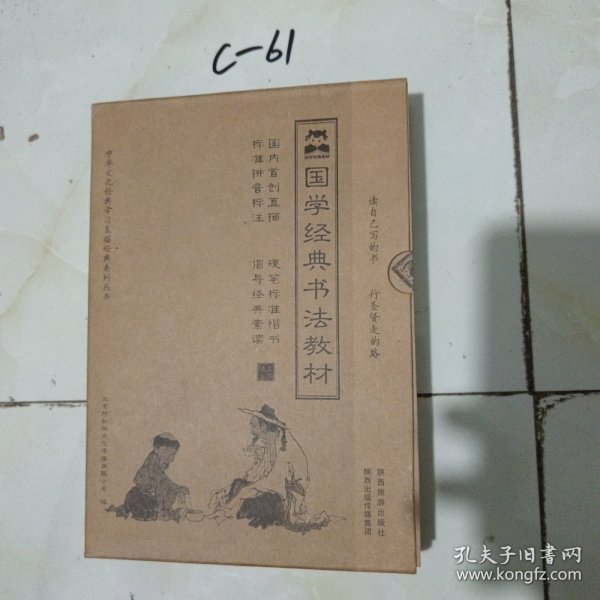 C-61
国学经典书法教材
读自己写的书 行圣贤走的路
国内首创直描 硬笔标准楷书
标准拼音标注 倡导经典素读
中华文化经典学习直描经典系列丛书
陕西旅游出版社
陕西出版传媒集团
孔夫子旧书网
www.kongfz.com